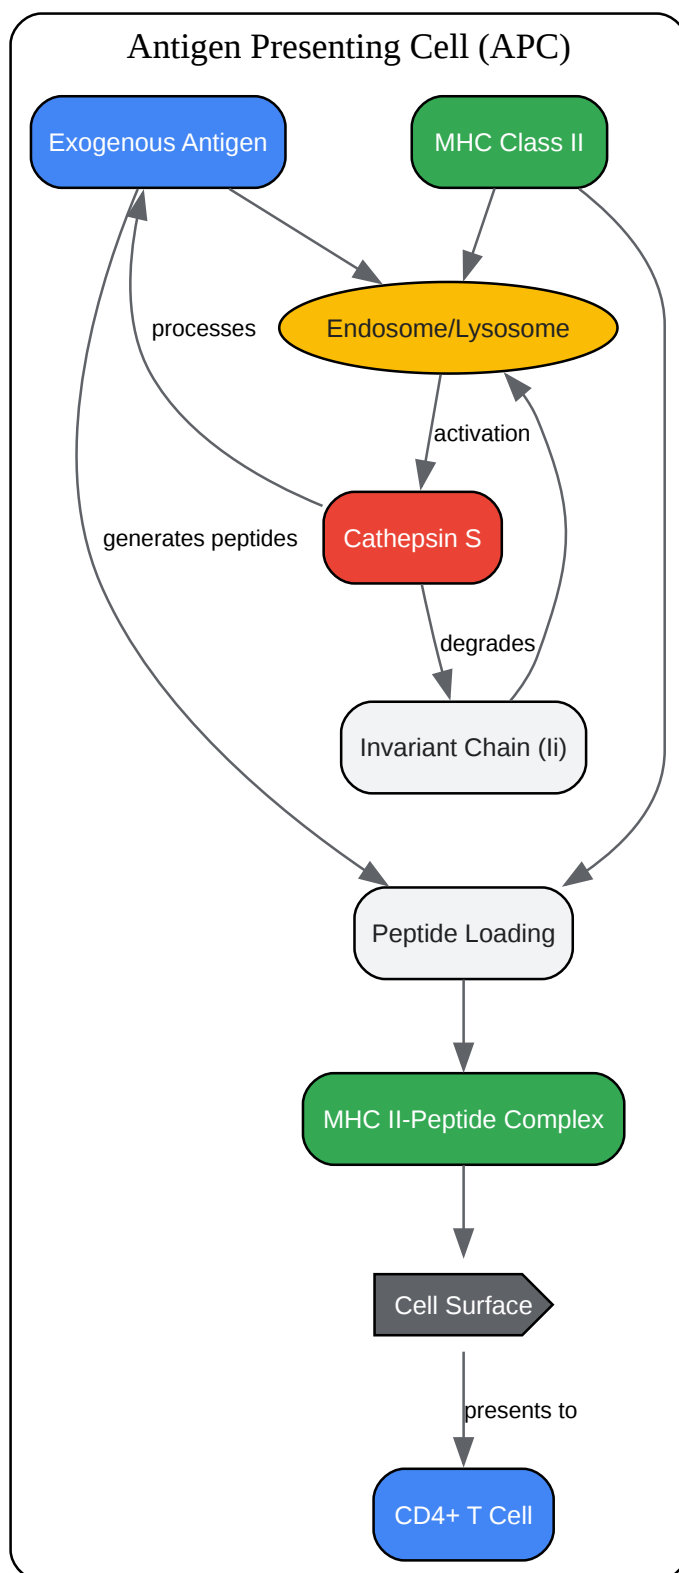 Antigen Presenting Cell (APC)
Exogenous Antigen
MHC Class II
processes
Endosome/Lysosome
activation
generates peptides
Cathepsin S
degrades
Invariant Chain (Ii)
Peptide Loading
MHC II-Peptide Complex
Cell Surface
presents to
CD4+ T Cell